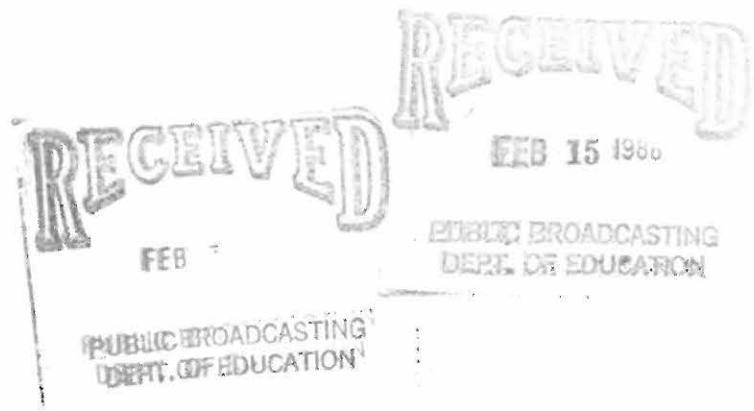 RECEIVED
FEB
PUBLIC BROADCASTING
DEPT. OF EDUCATION
RECEIVED
FEB 15
PUBLIC BROADCASTING
DEPT. OF EDUCATION